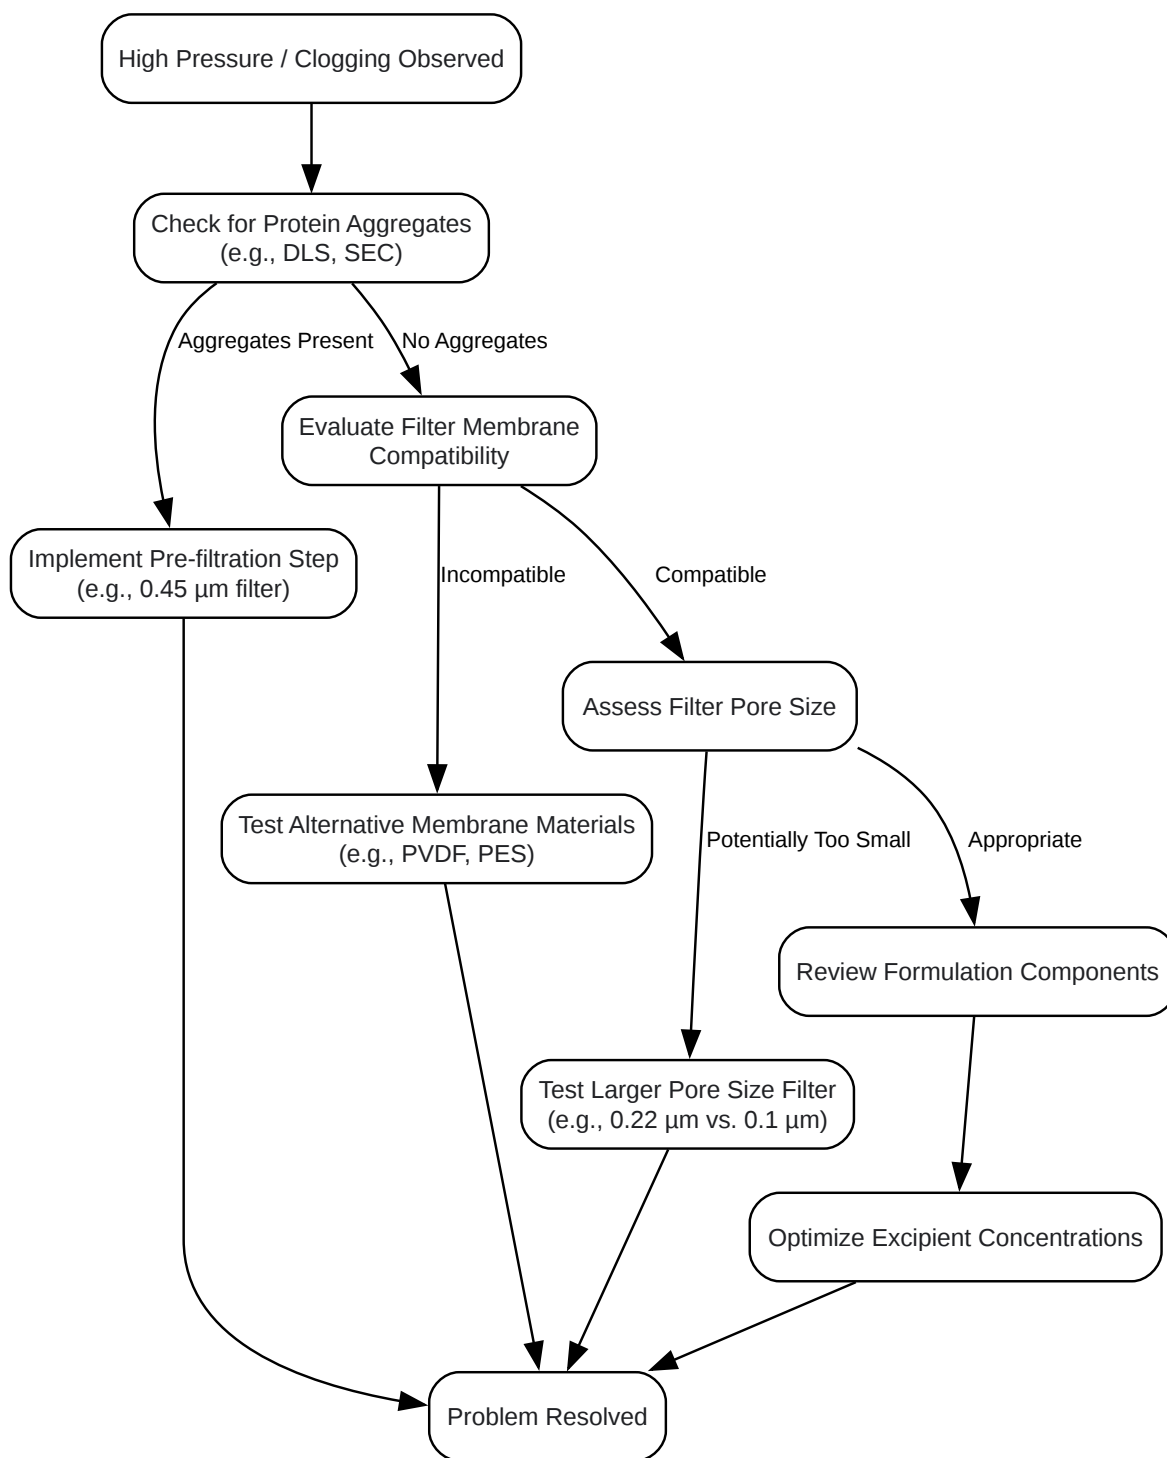 High Pressure / Clogging Observed
Check for Protein Aggregates
(e.g., DLS, SEC)
Aggregates Present
No Aggregates
Evaluate Filter Membrane
Compatibility
Implement Pre-filtration Step
(e.g., 0.45 µm filter)
Incompatible
Compatible
Assess Filter Pore Size
Test Alternative Membrane Materials
(e.g., PVDF, PES)
Potentially Too Small
Appropriate
Review Formulation Components
Test Larger Pore Size Filter
(e.g., 0.22 µm vs. 0.1 µm)
Optimize Excipient Concentrations
Problem Resolved